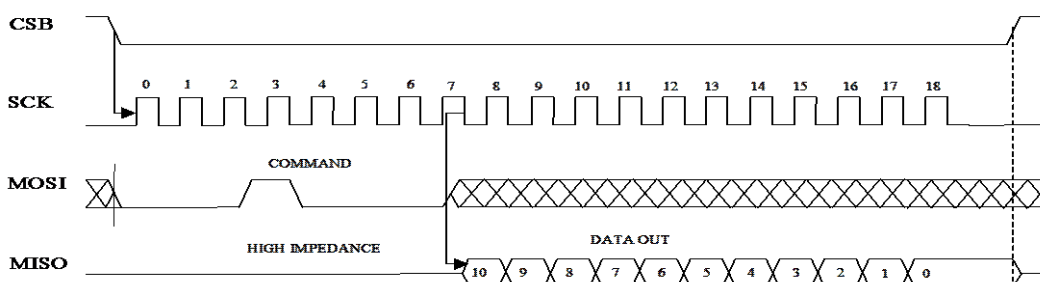 CSB
0 1 2 3 4 5 6 7 8 9 10 11 12 13 14 15 16 17 18
SCK
COMMAND
MOSI
HIGH IMPEDANCE DATA OUT
MISO
10 9 8 7 6 5 4 3 2 1 0